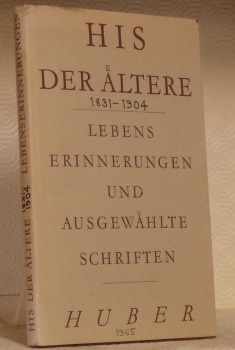 HIS
DER ÄLTERE
1831-1904
LEBENS
ERINNERUNGEN
UND
AUSGEWÄHLTE
SCHRIFTEN
HUBER
1965
HIS DER ÄLTERE 1831 1904 LEBENSERINNERUNGEN